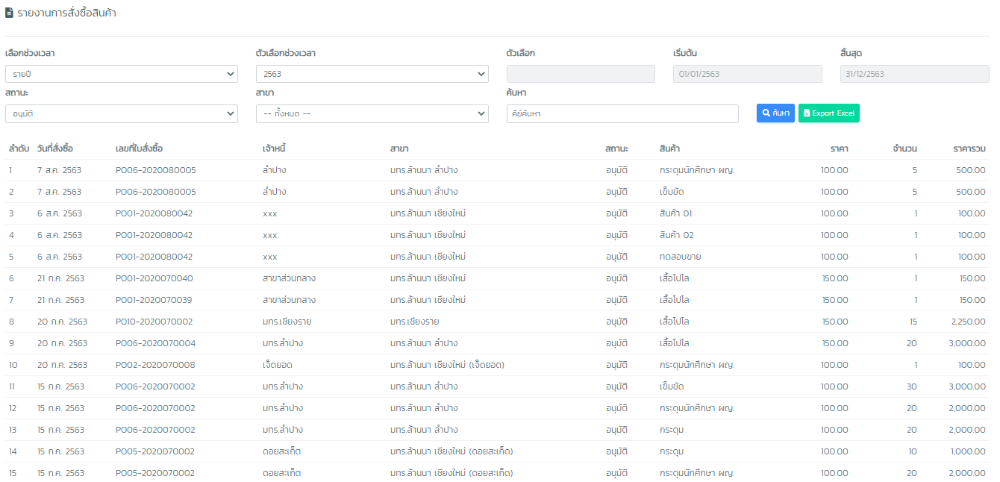 รายงานการสั่งซื้อสินค้า
เลือกช่วงเวลา ตัวเลือกช่วงเวลา ตัวเลือก เริ่มต้น สิ้นสุด
รายปี 2563 01/01/2563 31/12/2563
สถานะ สาขา ค้นหา
อนุมัติ -- ทั้งหมด -- คีย์ค้นหา ค้นหา Export Excel
ลำดับ วันที่สั่งซื้อ เลขที่ใบสั่งซื้อ เจ้าหนี้ สาขา สถานะ สินค้า ราคา จำนวน ราคารวม
1 7 ส.ค. 2563 PO06-2020080005 ลำปาง มทร.ล้านนา ลำปาง อนุมัติ กระดุมนักศึกษา ผญ. 100.00 5 500.00
2 7 ส.ค. 2563 PO06-2020080005 ลำปาง มทร.ล้านนา ลำปาง อนุมัติ เข็มขัด 100.00 5 500.00
3 6 ส.ค. 2563 PO01-2020080042 xxx มทร.ล้านนา เชียงใหม่ อนุมัติ สินค้า 01 100.00 1 100.00
4 6 ส.ค. 2563 PO01-2020080042 xxx มทร.ล้านนา เชียงใหม่ อนุมัติ สินค้า 02 100.00 1 100.00
5 6 ส.ค. 2563 PO01-2020080042 xxx มทร.ล้านนา เชียงใหม่ อนุมัติ ทดสอบขาย 100.00 1 100.00
6 21 ก.ค. 2563 PO01-2020070040 สาขาส่วนกลาง มทร.ล้านนา เชียงใหม่ อนุมัติ เสื้อโปโล 150.00 1 150.00
7 21 ก.ค. 2563 PO01-2020070039 สาขาส่วนกลาง มทร.ล้านนา เชียงใหม่ อนุมัติ เสื้อโปโล 150.00 1 150.00
8 20 ก.ค. 2563 PO10-2020070002 มทร.เชียงราย มทร.เชียงราย อนุมัติ เสื้อโปโล 150.00 15 2,250.00
9 20 ก.ค. 2563 PO06-2020070004 มทร.ลำปาง มทร.ล้านนา ลำปาง อนุมัติ เสื้อโปโล 150.00 20 3,000.00
10 20 ก.ค. 2563 PO02-2020070008 เจ็ดยอด มทร.ล้านนา เชียงใหม่ (เจ็ดยอด) อนุมัติ กระดุมนักศึกษา ผญ. 100.00 1 100.00
11 15 ก.ค. 2563 PO06-2020070002 มทร.ลำปาง มทร.ล้านนา ลำปาง อนุมัติ เข็มขัด 100.00 30 3,000.00
12 15 ก.ค. 2563 PO06-2020070002 มทร.ลำปาง มทร.ล้านนา ลำปาง อนุมัติ กระดุมนักศึกษา ผญ. 100.00 20 2,000.00
13 15 ก.ค. 2563 PO06-2020070002 มทร.ลำปาง มทร.ล้านนา ลำปาง อนุมัติ กระดุม 100.00 20 2,000.00
14 15 ก.ค. 2563 PO05-2020070002 ดอยสะเก็ต มทร.ล้านนา เชียงใหม่ (ดอยสะเก็ด) อนุมัติ กระดุม 100.00 10 1,000.00
15 15 ก.ค. 2563 PO05-2020070002 ดอยสะเก็ต มทร.ล้านนา เชียงใหม่ (ดอยสะเก็ด) อนุมัติ กระดุมนักศึกษา ผญ. 100.00 20 2,000.00